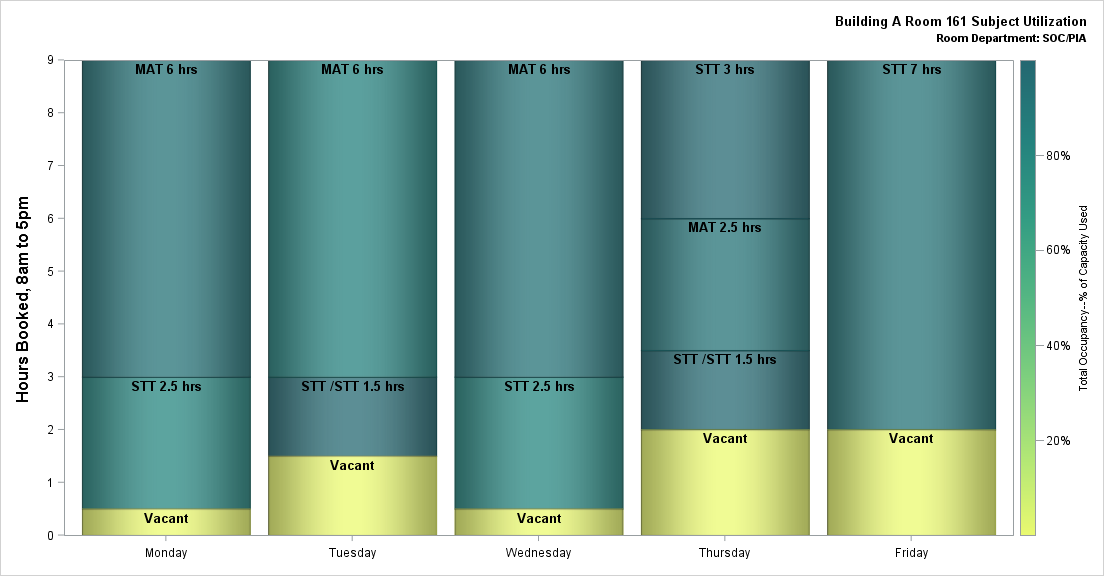 Building A Room 161 Subject Utilization
Room Department: SOC/PIA
Hours Booked, 8am to 5pm
9
8
7
6
5
4
3
2
1
0
MAT 6 hrs
STT 2.5 hrs
Vacant
MAT 6 hrs
STT /STT 1.5 hrs
Vacant
MAT 6 hrs
STT 2.5 hrs
Vacant
STT 3 hrs
MAT 2.5 hrs
STT /STT 1.5 hrs
Vacant
STT 7 hrs
Vacant
Monday
Tuesday
Wednesday
Thursday
Friday
80%
60%
40%
20%
Total Occupancy--% of Capacity Used